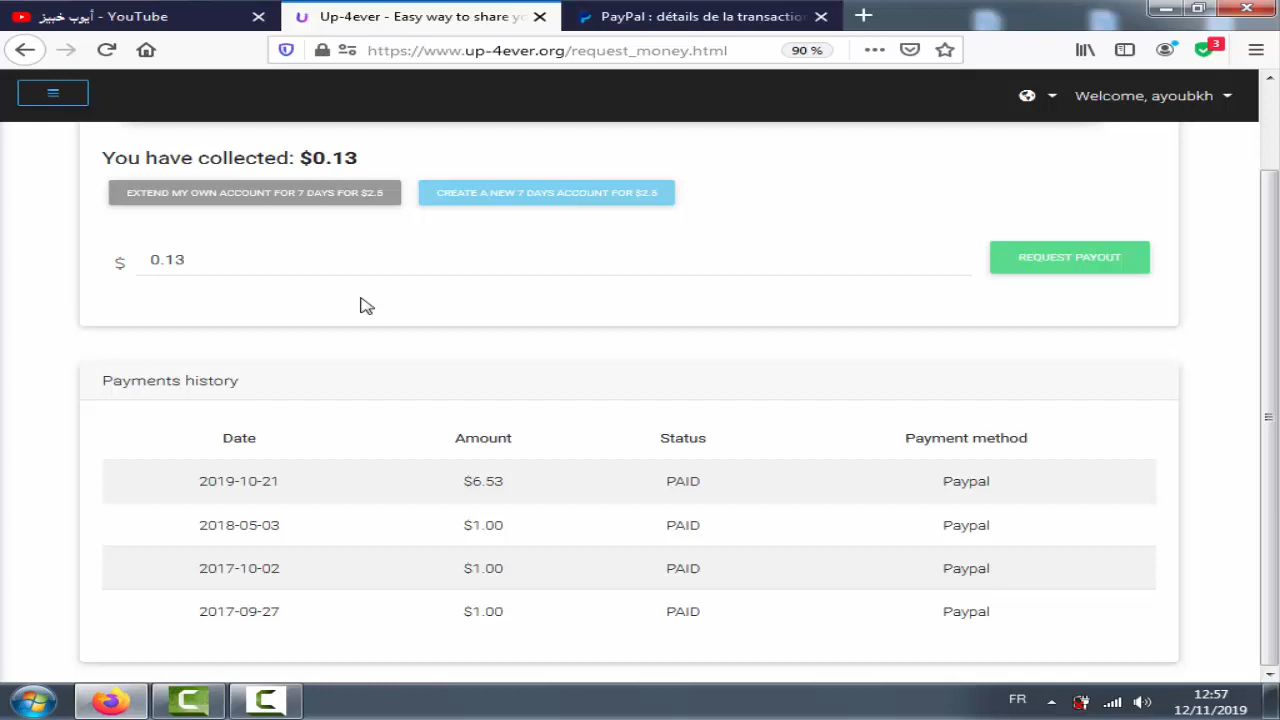 أيوب خبيز - YouTube
Up-4ever - Easy way to share yo
PayPal : détails de la transaction
https://www.up-4ever.org/request_money.html
90 %
3
Welcome, ayoubkh
You have collected: $0.13
EXTEND MY OWN ACCOUNT FOR 7 DAYS FOR $2.5
CREATE A NEW 7 DAYS ACCOUNT FOR $2.5
$ 0.13
REQUEST PAYOUT
Payments history
Date Amount Status Payment method
2019-10-21 $6.53 PAID Paypal
2018-05-03 $1.00 PAID Paypal
2017-10-02 $1.00 PAID Paypal
2017-09-27 $1.00 PAID Paypal
FR
12:57
12/11/2019